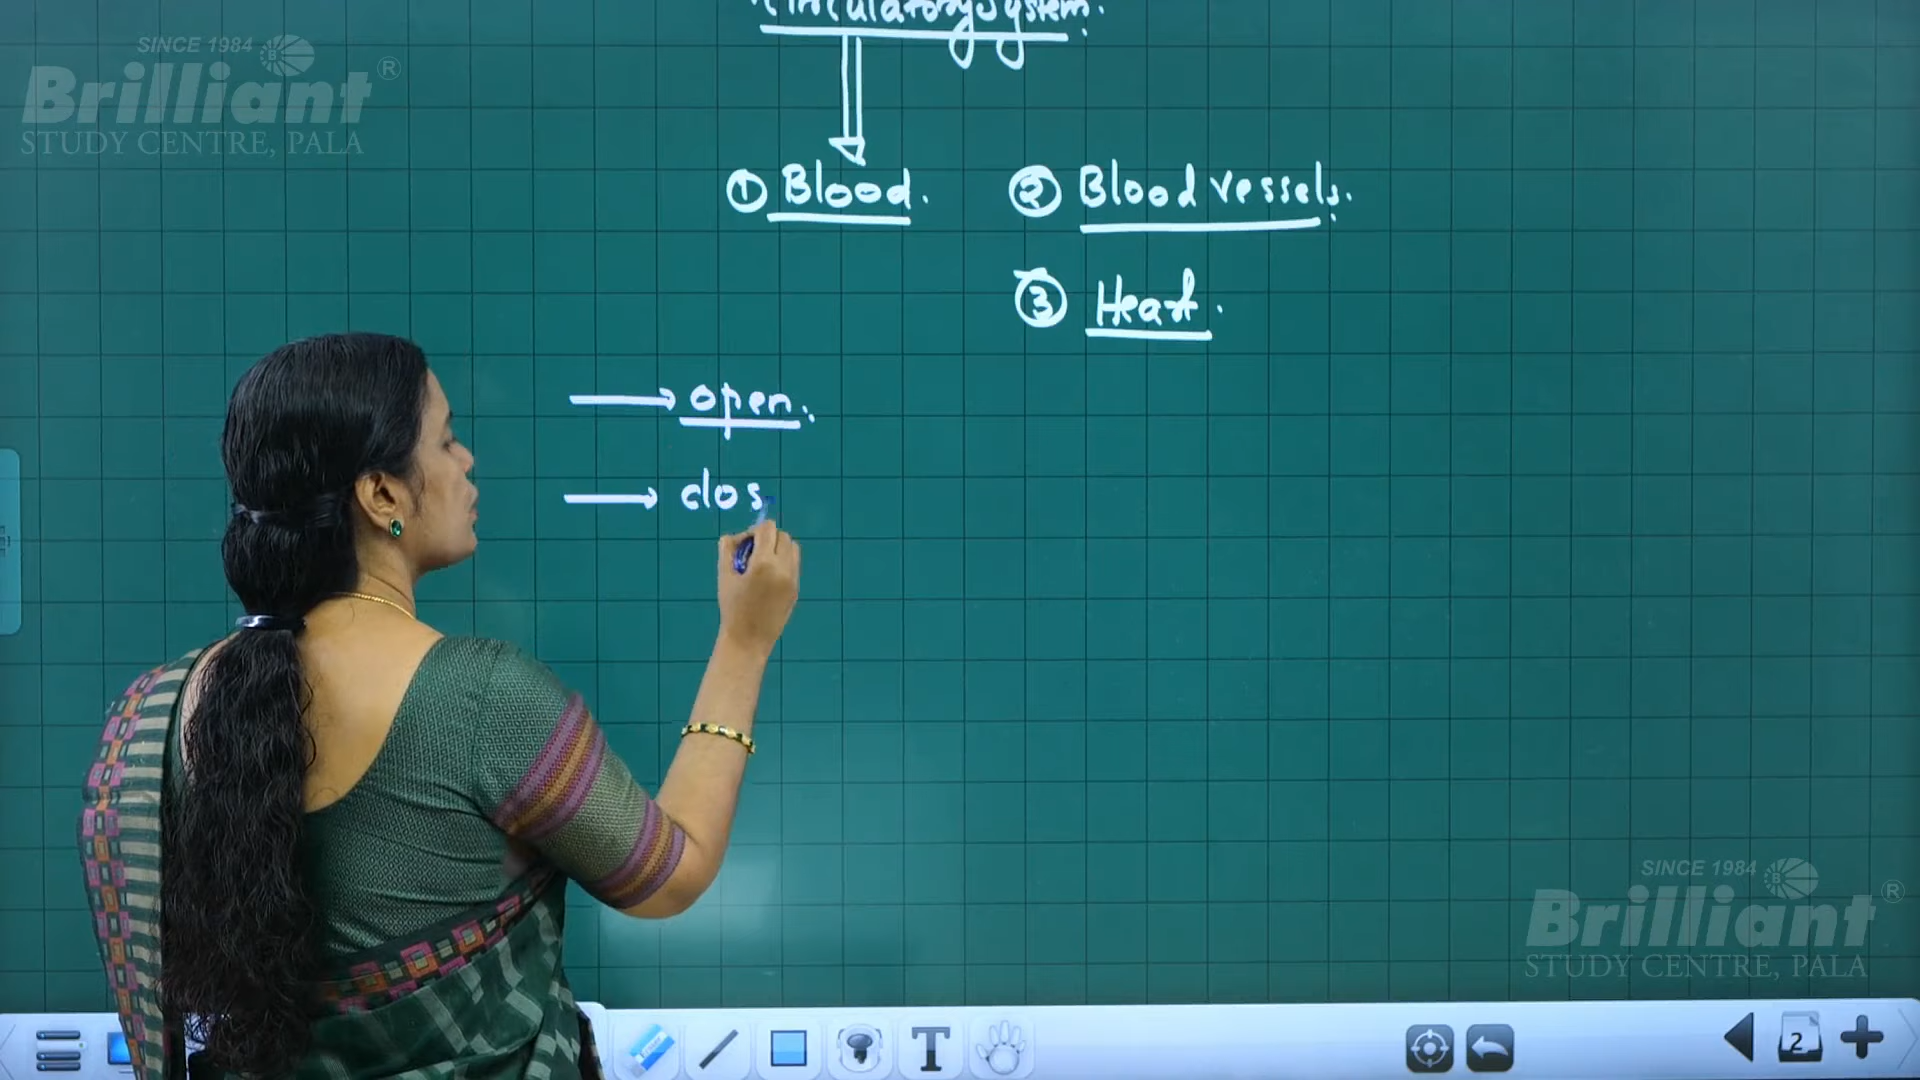 Circulatory System.
SINCE 1984
Brilliant ®
STUDY CENTRE, PALA
① Blood. ② Blood vessels.
③ Heart.
→ open.
→ clos
SINCE 1984
Brilliant ®
STUDY CENTRE, PALA
T 2